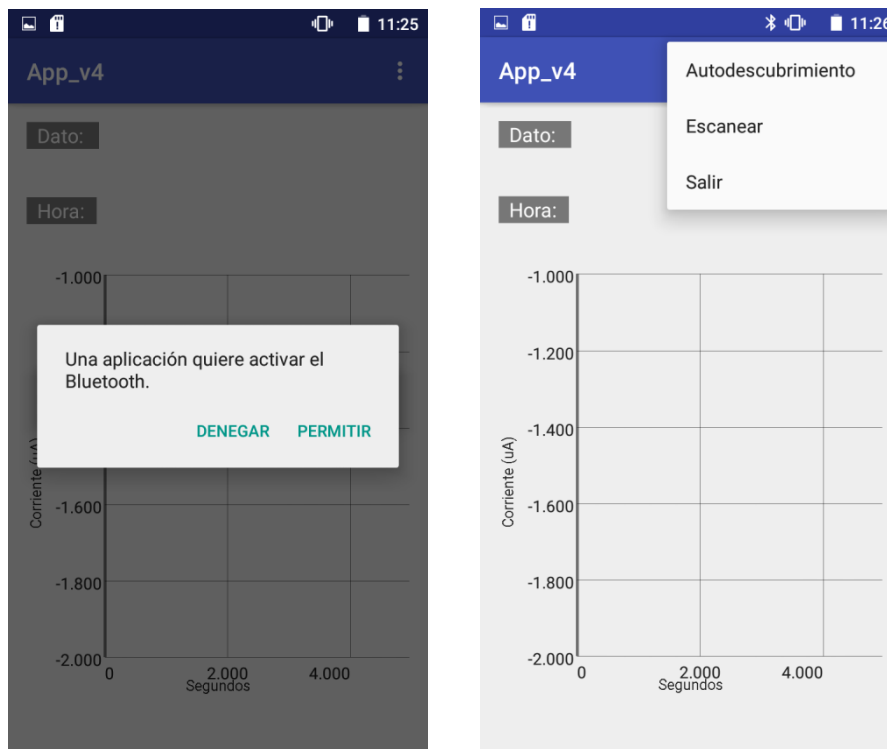 11:25
App_v4
Dato:
Hora:
-1.000
Una aplicación quiere activar el
Bluetooth.
DENEGAR PERMITIR
Corriente (uA)
-1.600
-1.800
-2.000
0 2.000 4.000
Segundos
11:26
App_v4
Autodescubrimiento
Escanear
Salir
Dato:
Hora:
-1.000
-1.200
-1.400
Corriente (uA)
-1.600
-1.800
-2.000
0 2.000 4.000
Segundos